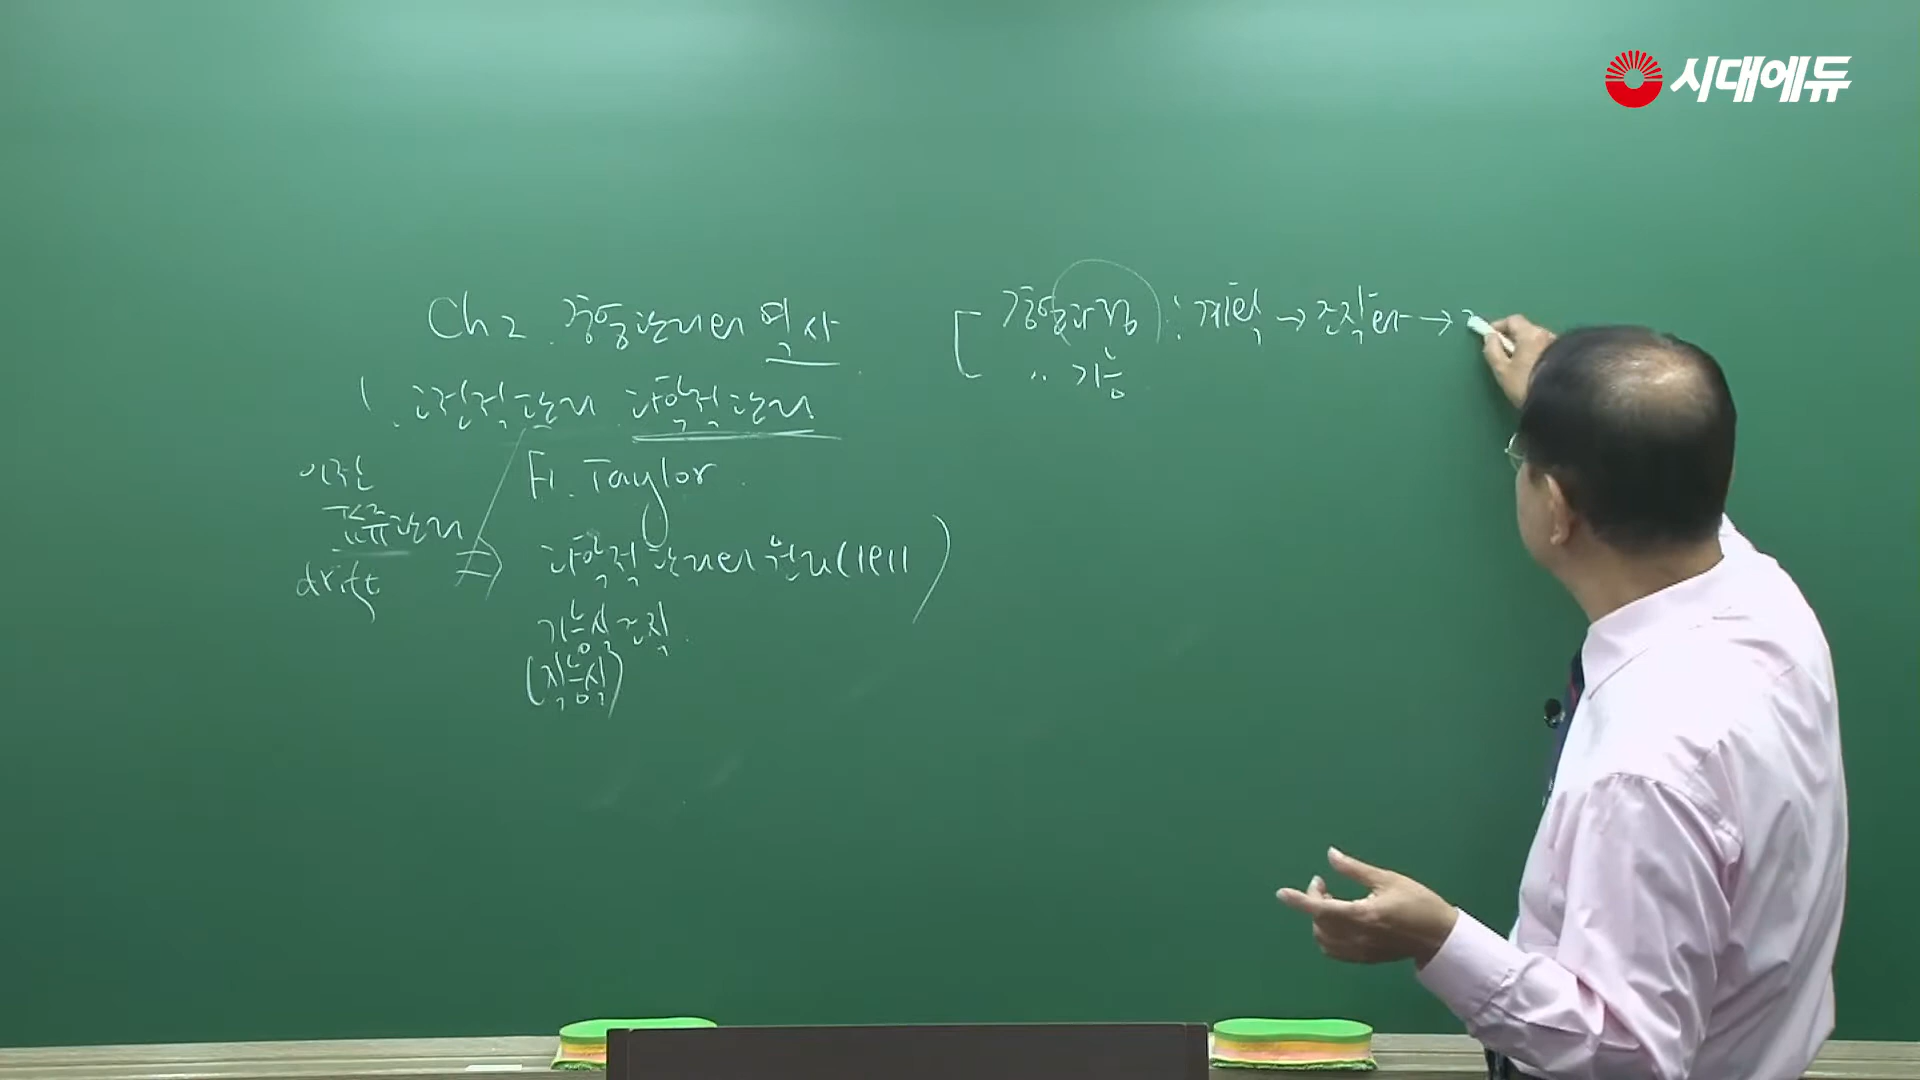 시대에듀
Ch 2. 경영관리의 역사
1. 고전적 관리 과학적 관리
이전
표류관리
drift
F. Taylor
과학적 관리의 원리(1911)
기능식 조직
(직능식)
경영과정 : 계획 → 조직화 →
〃 기능